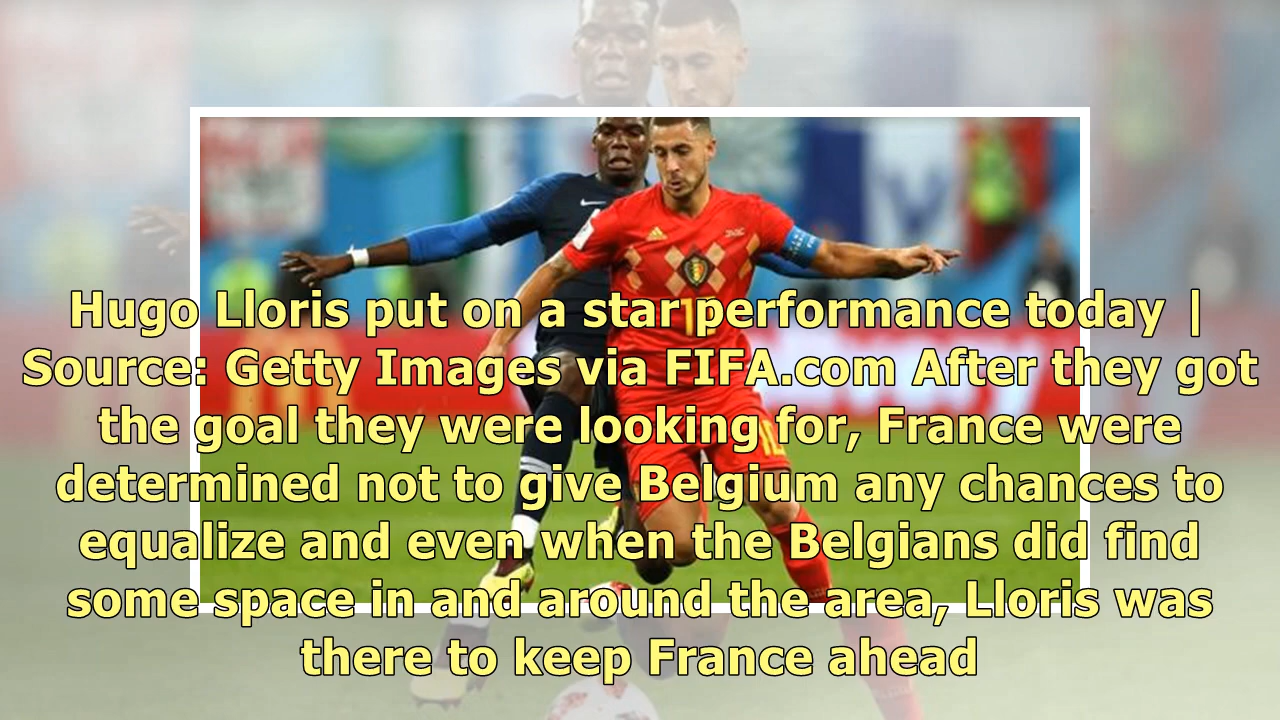 Hugo Lloris put on a star performance today |
Source: Getty Images via FIFA.com After they got
the goal they were looking for, France were
determined not to give Belgium any chances to
equalize and even when the Belgians did find
some space in and around the area, Lloris was
there to keep France ahead